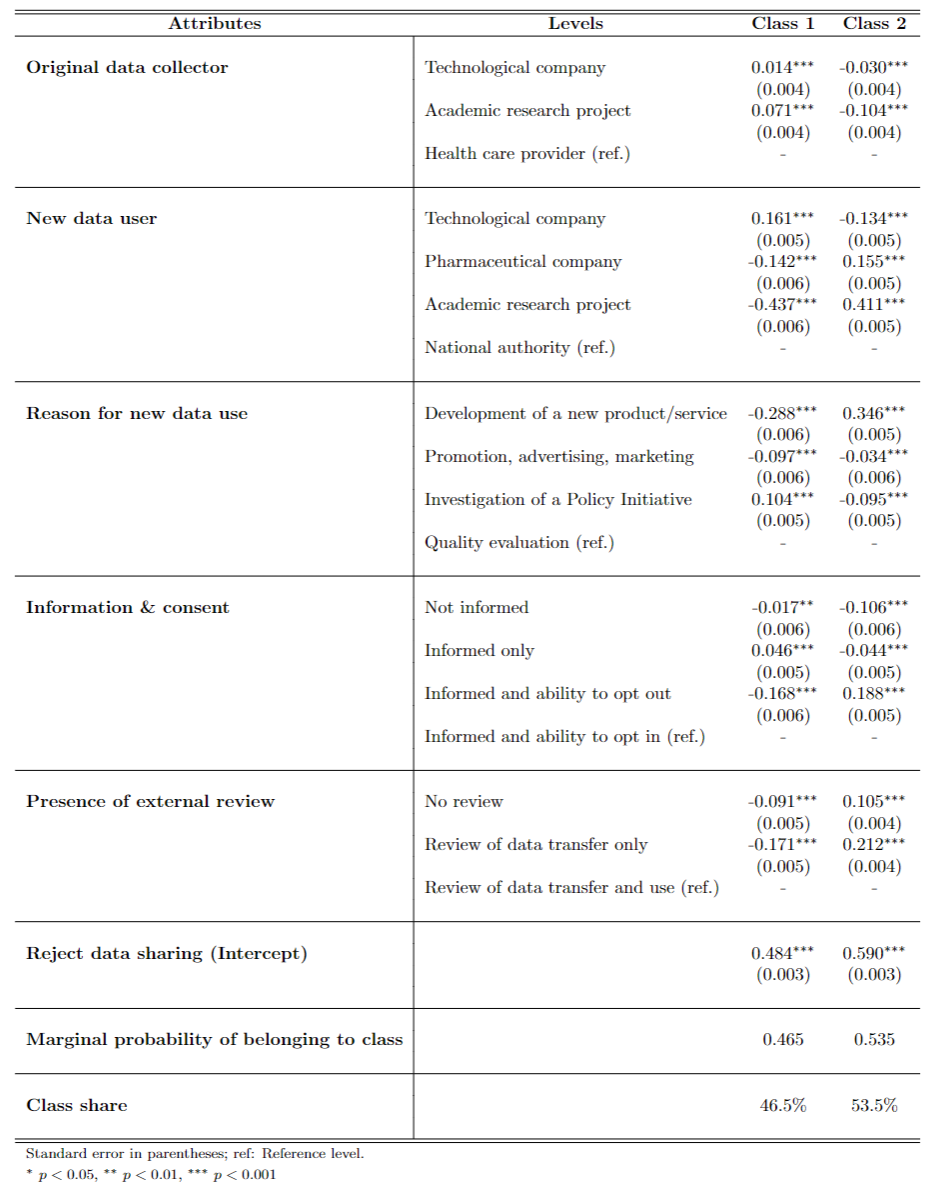 Attributes Levels Class 1 Class 2
Original data collector Technological company 0.014*** -0.030***
(0.004) (0.004)
Academic research project 0.071*** -0.104***
(0.004) (0.004)
Health care provider (ref.) - -
New data user Technological company 0.161*** -0.134***
(0.005) (0.005)
Pharmaceutical company -0.142*** 0.155***
(0.006) (0.005)
Academic research project -0.437*** 0.411***
(0.006) (0.005)
National authority (ref.) - -
Reason for new data use Development of a new product/service -0.288*** 0.346***
(0.006) (0.005)
Promotion, advertising, marketing -0.097*** -0.034***
(0.006) (0.006)
Investigation of a Policy Initiative 0.104*** -0.095***
(0.005) (0.005)
Quality evaluation (ref.) - -
Information & consent Not informed -0.017** -0.106***
(0.006) (0.006)
Informed only 0.046*** -0.044***
(0.005) (0.005)
Informed and ability to opt out -0.168*** 0.188***
(0.006) (0.005)
Informed and ability to opt in (ref.) - -
Presence of external review No review -0.091*** 0.105***
(0.005) (0.004)
Review of data transfer only -0.171*** 0.212***
(0.005) (0.004)
Review of data transfer and use (ref.) - -
Reject data sharing (Intercept) 0.484*** 0.590***
(0.003) (0.003)
Marginal probability of belonging to class 0.465 0.535
Class share 46.5% 53.5%
Standard error in parentheses; ref: Reference level.
* p < 0.05, ** p < 0.01, *** p < 0.001